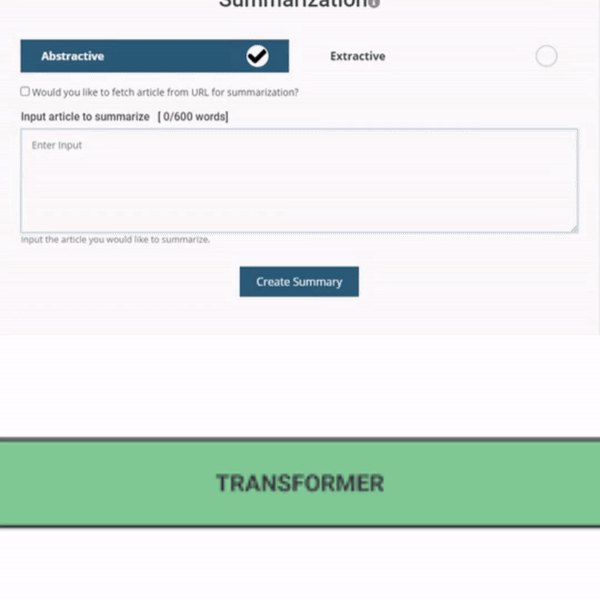 Summarization
Abstractive
Extractive
Would you like to fetch article from URL for summarization?
Input article to summarize [ 0/600 words]
Enter Input
Input the article you would like to summarize.
Create Summary
TRANSFORMER